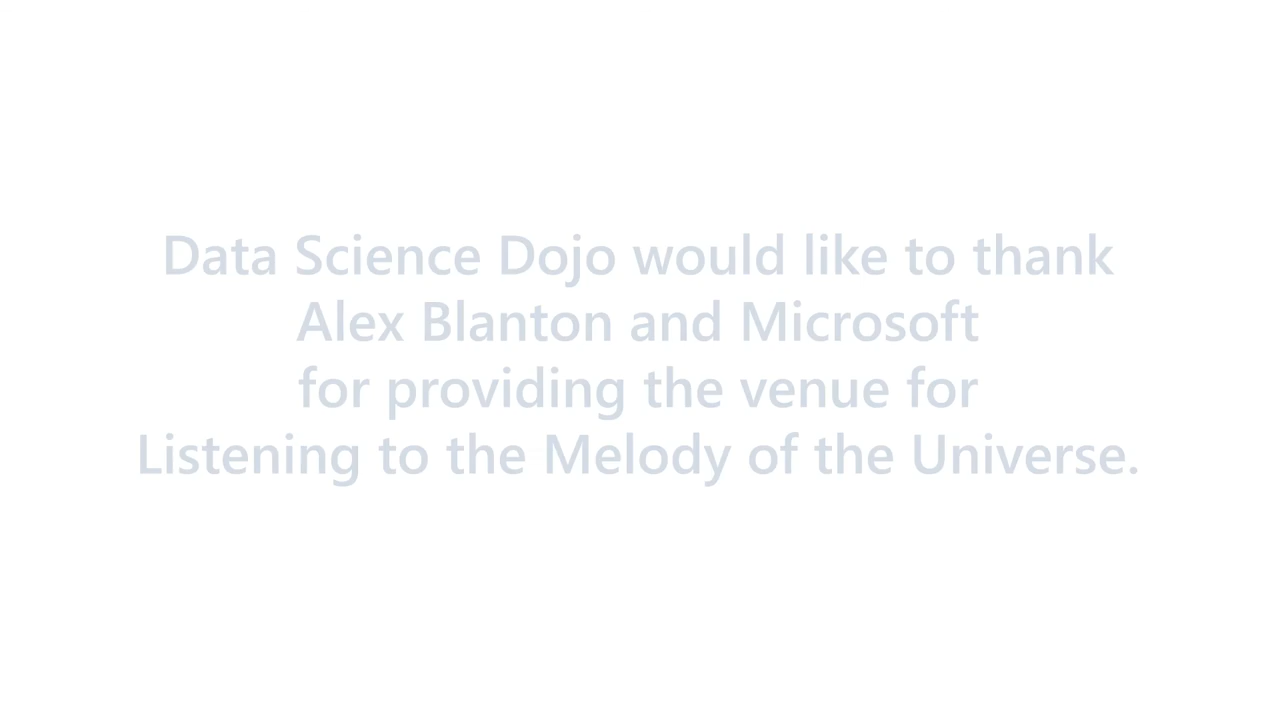 Data Science Dojo would like to thank
Alex Blanton and Microsoft
for providing the venue for
Listening to the Melody of the Universe.